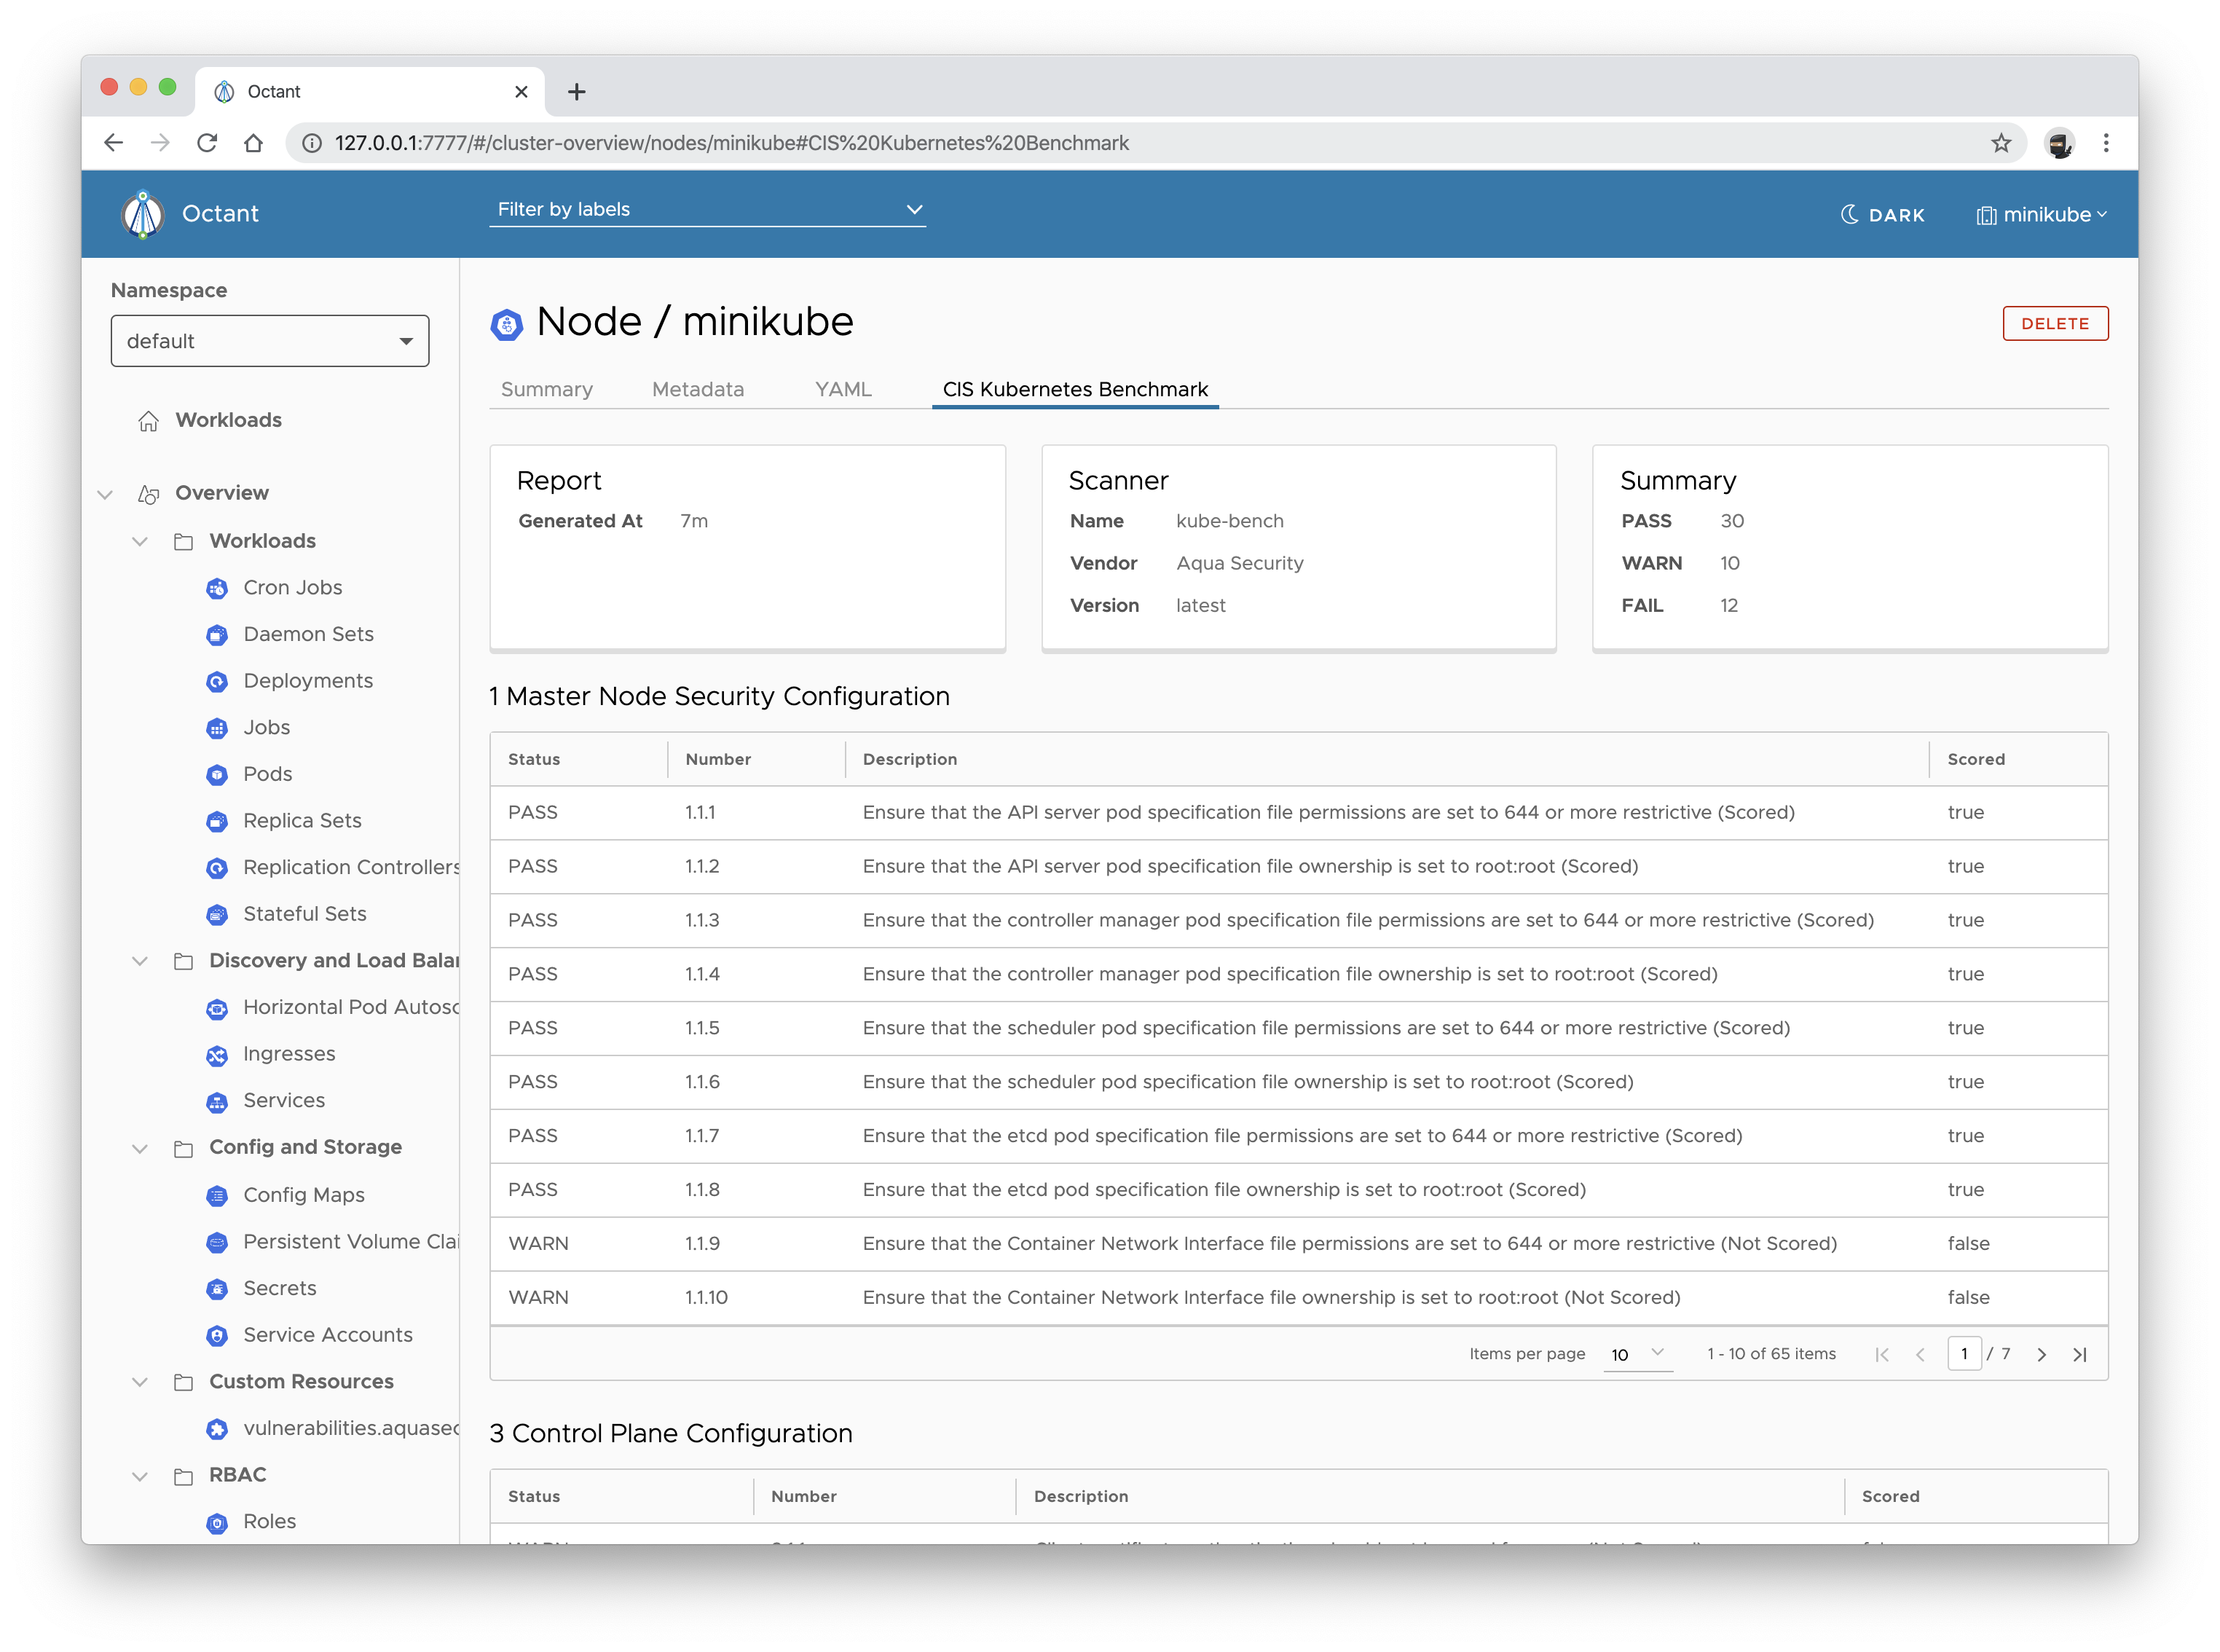 Octant
127.0.0.1:7777/#/cluster-overview/nodes/minikube#CIS%20Kubernetes%20Benchmark
Octant
Filter by labels
DARK
minikube
Namespace
default
Workloads
Overview
Workloads
Cron Jobs
Daemon Sets
Deployments
Jobs
Pods
Replica Sets
Replication Controllers
Stateful Sets
Discovery and Load Balan
Horizontal Pod Autosc
Ingresses
Services
Config and Storage
Config Maps
Persistent Volume Clai
Secrets
Service Accounts
Custom Resources
vulnerabilities.aquasec
RBAC
Roles
Node / minikube
DELETE
Summary Metadata YAML CIS Kubernetes Benchmark
Report
Generated At 7m
Scanner
Name kube-bench
Vendor Aqua Security
Version latest
Summary
PASS 30
WARN 10
FAIL 12
1 Master Node Security Configuration
Status Number Description Scored
PASS 1.1.1 Ensure that the API server pod specification file permissions are set to 644 or more restrictive (Scored) true
PASS 1.1.2 Ensure that the API server pod specification file ownership is set to root:root (Scored) true
PASS 1.1.3 Ensure that the controller manager pod specification file permissions are set to 644 or more restrictive (Scored) true
PASS 1.1.4 Ensure that the controller manager pod specification file ownership is set to root:root (Scored) true
PASS 1.1.5 Ensure that the scheduler pod specification file permissions are set to 644 or more restrictive (Scored) true
PASS 1.1.6 Ensure that the scheduler pod specification file ownership is set to root:root (Scored) true
PASS 1.1.7 Ensure that the etcd pod specification file permissions are set to 644 or more restrictive (Scored) true
PASS 1.1.8 Ensure that the etcd pod specification file ownership is set to root:root (Scored) true
WARN 1.1.9 Ensure that the Container Network Interface file permissions are set to 644 or more restrictive (Not Scored) false
WARN 1.1.10 Ensure that the Container Network Interface file ownership is set to root:root (Not Scored) false
Items per page 10 1 - 10 of 65 items 1 / 7
3 Control Plane Configuration
Status Number Description Scored